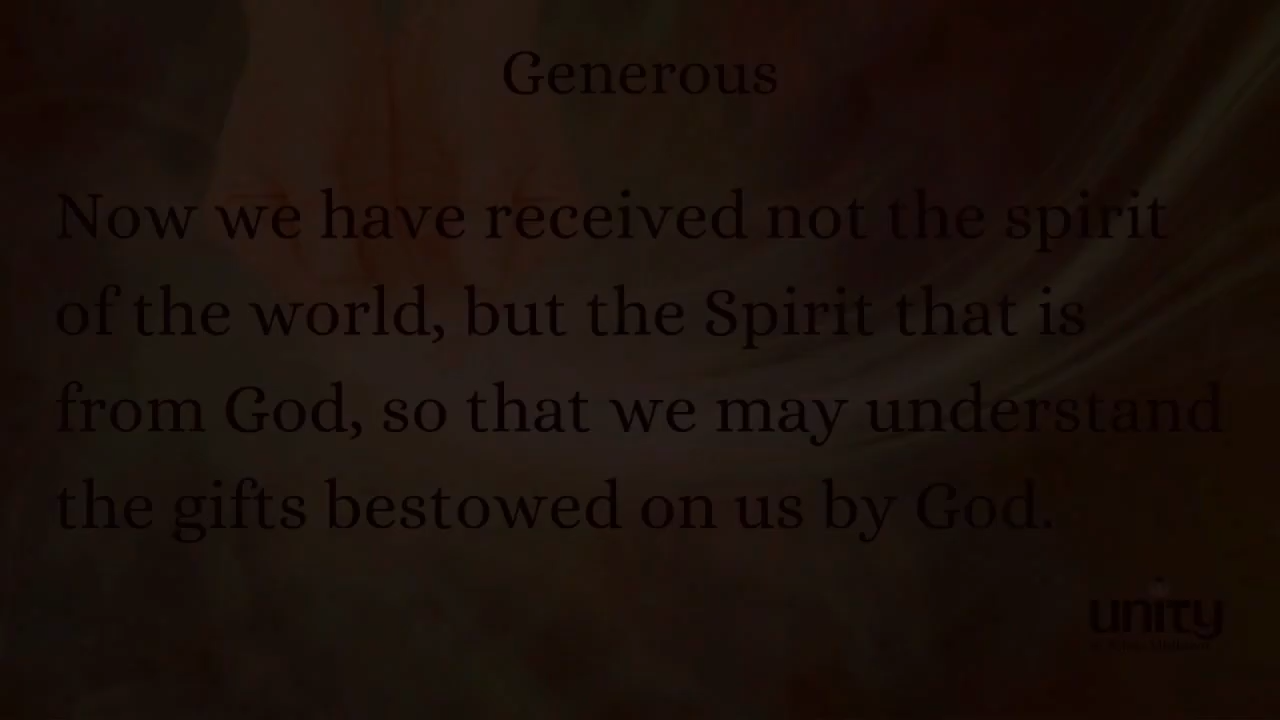 Generous
Now we have received not the spirit
of the world, but the Spirit that is
from God, so that we may understand
the gifts bestowed on us by God.
unity